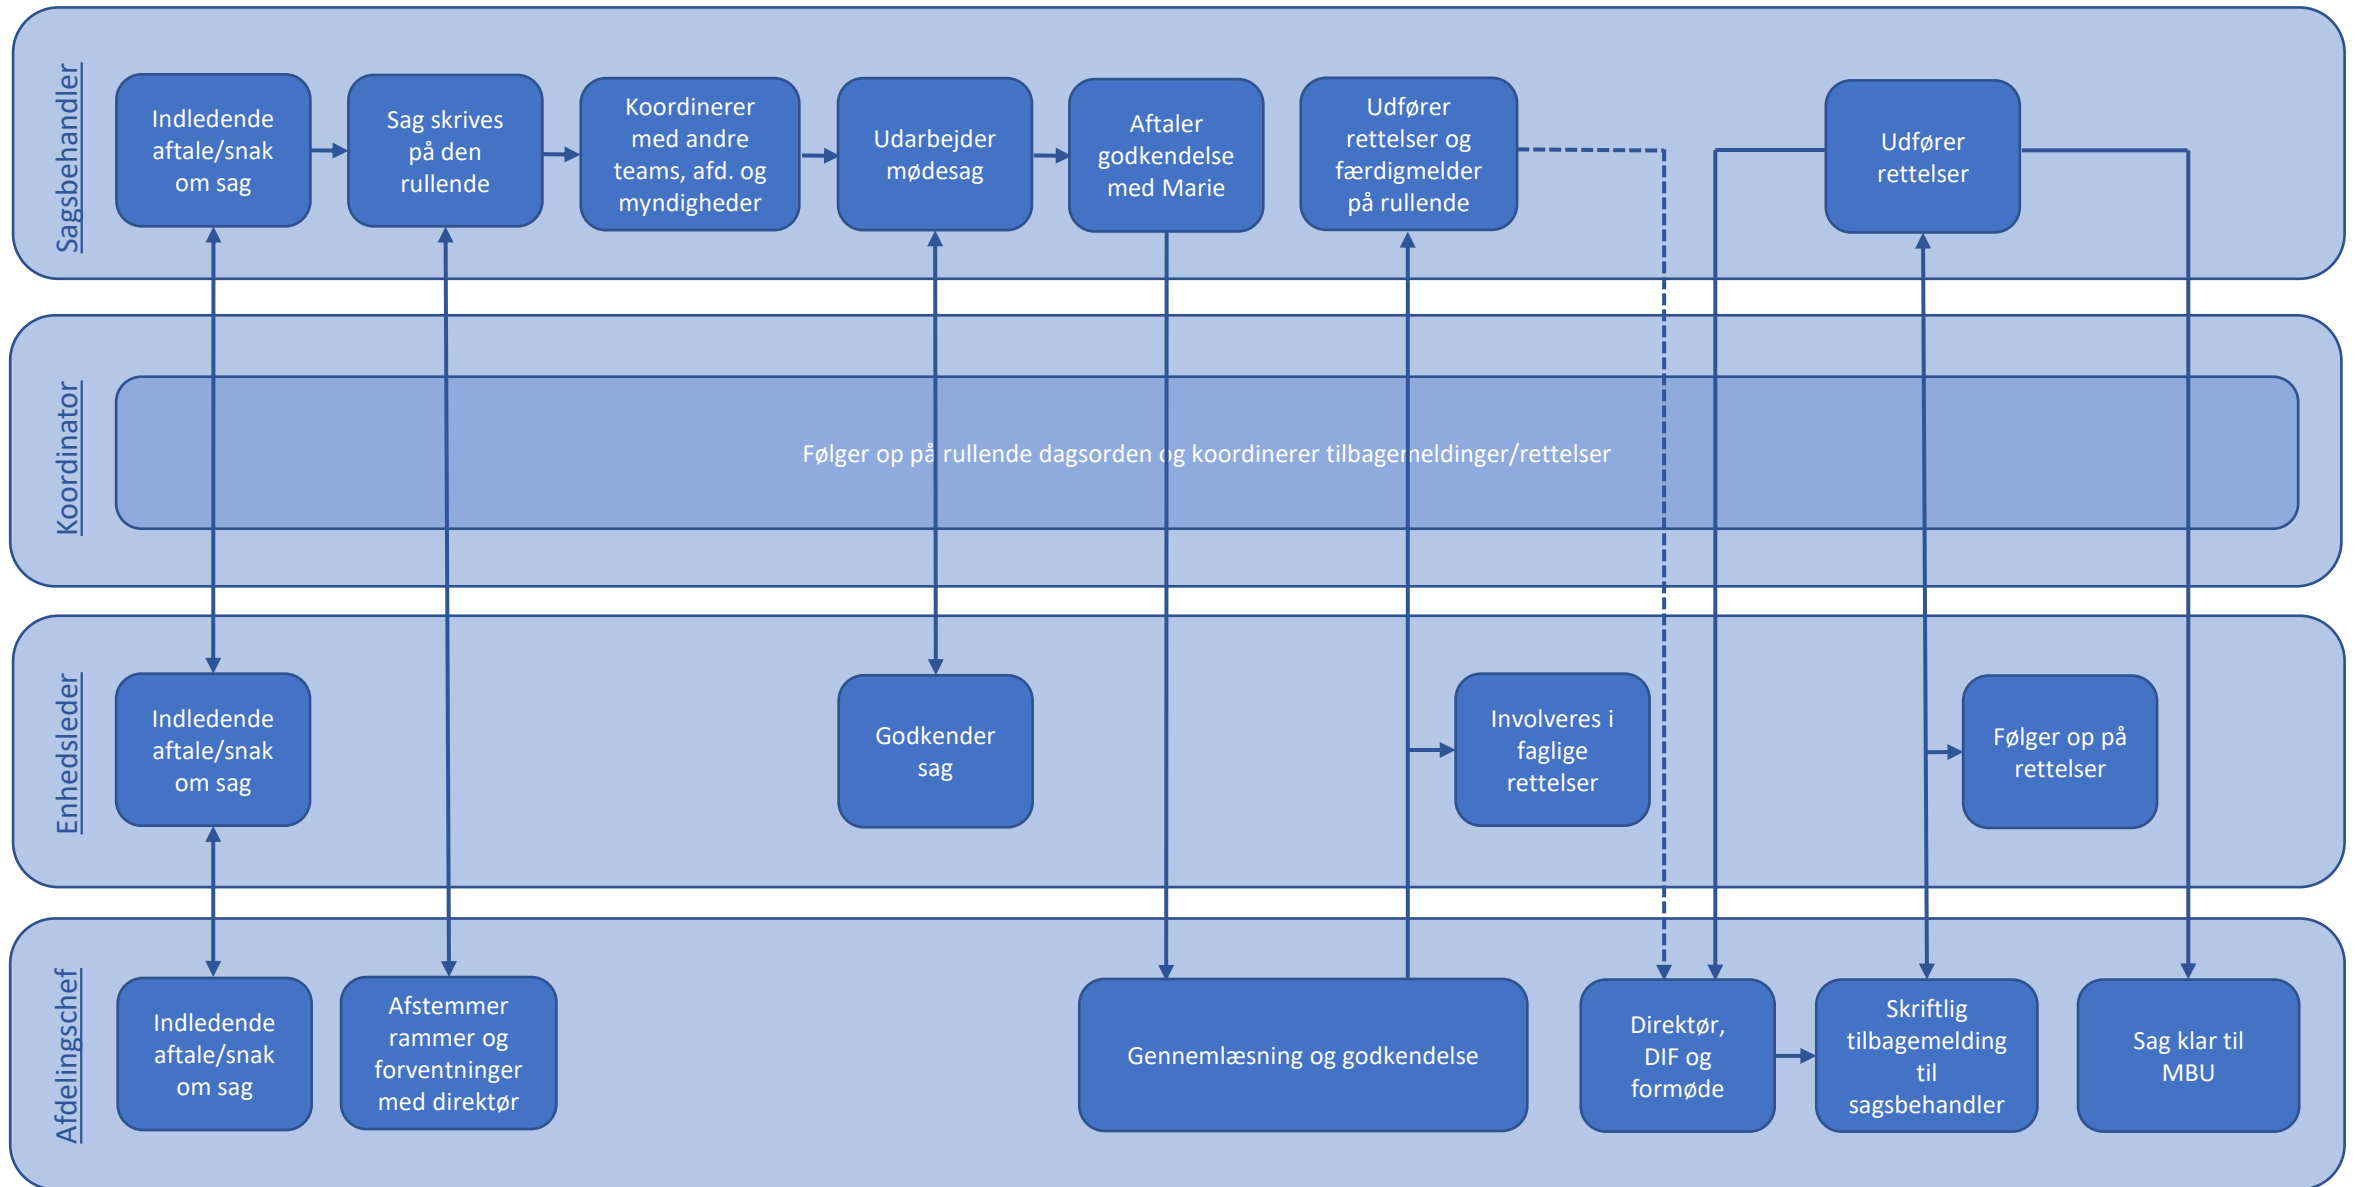 Sagsbehandler
Indledende
aftale/snak
om sag
Sag skrives
på den
rullende
Koordinerer
med andre
teams, afd. og
myndigheder
Udarbejder
mødesag
Aftaler
godkendelse
med Marie
Udfører
rettelser og
færdigmelder
på rullende
Udfører
rettelser
Koordinator
Følger op på rullende dagsorden og koordinerer tilbagemeldinger/rettelser
Enhedsleder
Indledende
aftale/snak
om sag
Godkender
sag
Involveres i
faglige
rettelser
Følger op på
rettelser
Afdelingschef
Indledende
aftale/snak
om sag
Afstemmer
rammer og
forventninger
med direktør
Gennemlæsning og godkendelse
Direktør,
DIF og
formøde
Skriftlig
tilbagemelding
til
sagsbehandler
Sag klar til
MBU